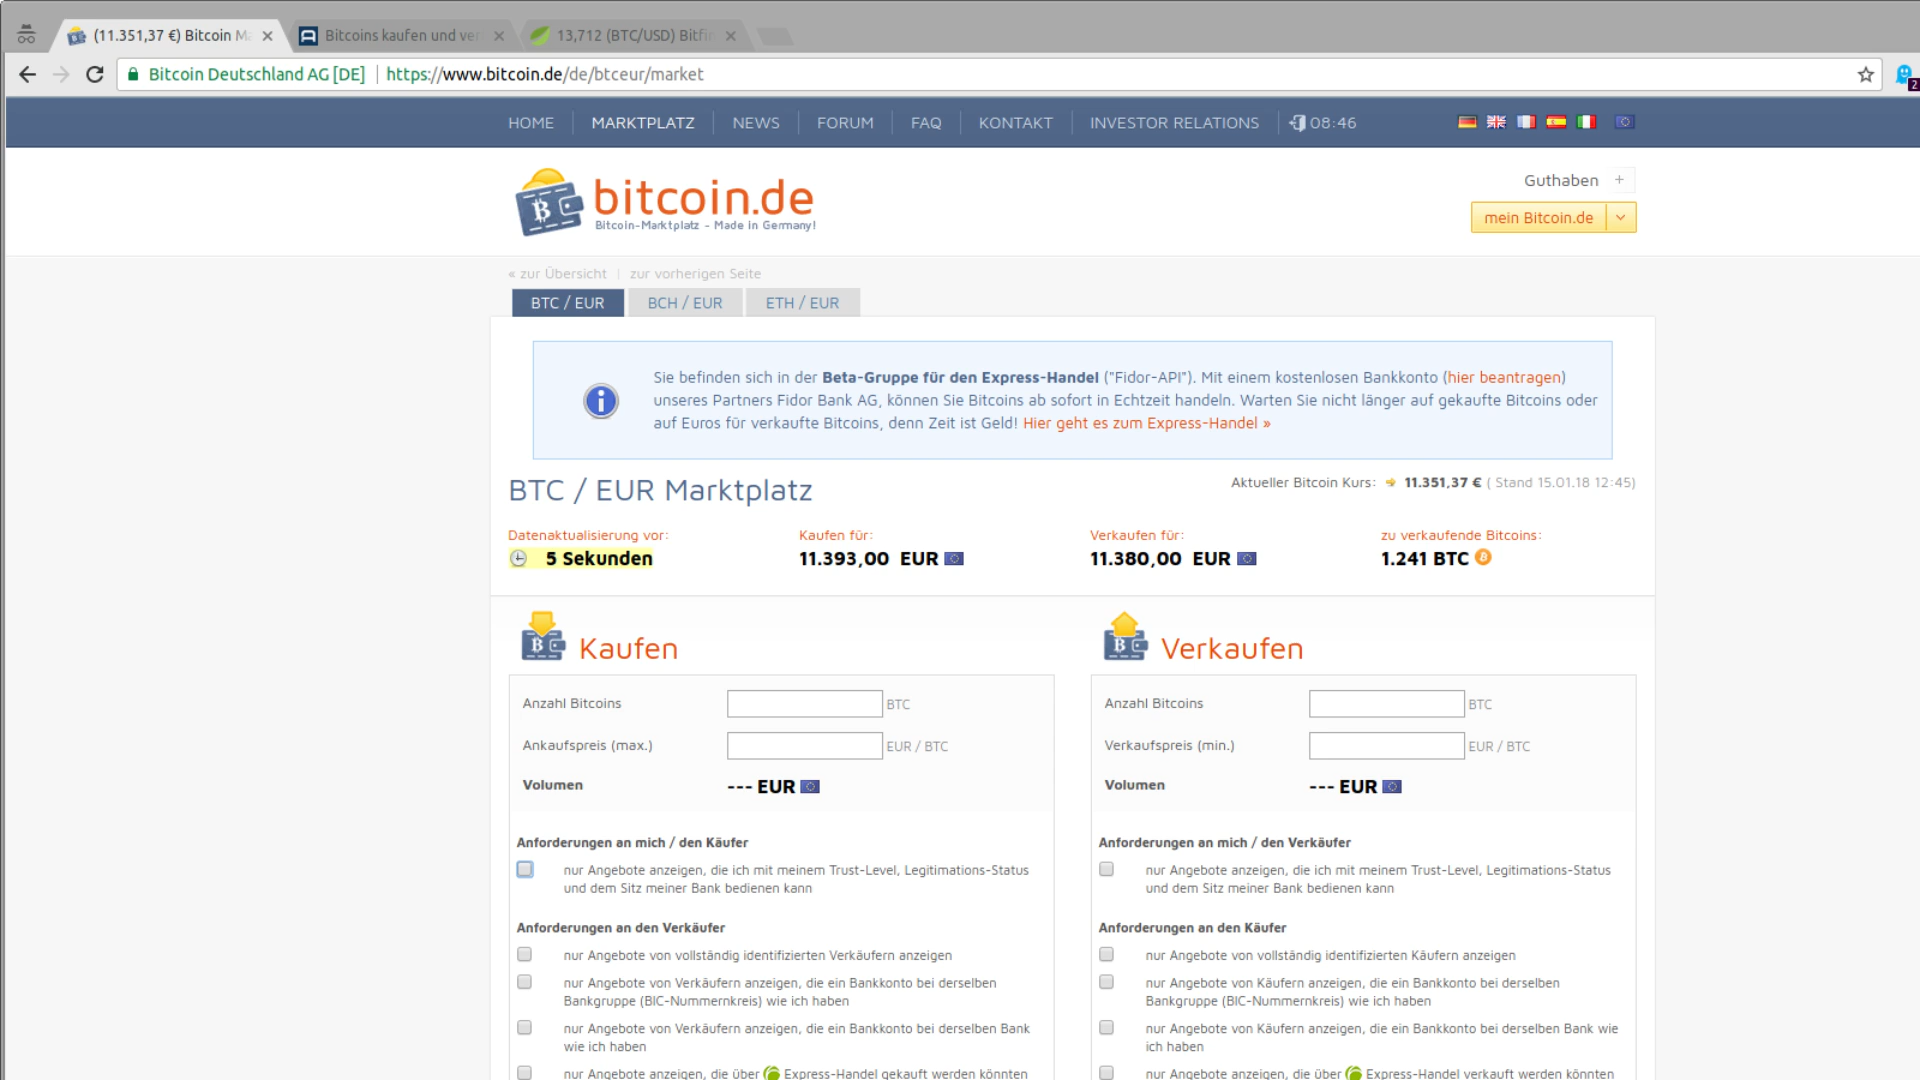 (11.351,37 €) Bitcoin Ma
Bitcoins kaufen und ver
13,712 (BTC/USD) Bitfin
Bitcoin Deutschland AG [DE] https://www.bitcoin.de/de/btceur/market
2
HOME MARKTPLATZ NEWS FORUM FAQ KONTAKT INVESTOR RELATIONS 08:46
bitcoin.de
Bitcoin-Marktplatz - Made in Germany!
Guthaben +
mein Bitcoin.de
« zur Übersicht | zur vorherigen Seite
BTC / EUR BCH / EUR ETH / EUR
Sie befinden sich in der Beta-Gruppe für den Express-Handel ("Fidor-API"). Mit einem kostenlosen Bankkonto (hier beantragen)
unseres Partners Fidor Bank AG, können Sie Bitcoins ab sofort in Echtzeit handeln. Warten Sie nicht länger auf gekaufte Bitcoins oder
auf Euros für verkaufte Bitcoins, denn Zeit ist Geld! Hier geht es zum Express-Handel »
BTC / EUR Marktplatz
Aktueller Bitcoin Kurs: 11.351,37 € ( Stand 15.01.18 12:45)
Datenaktualisierung vor: Kaufen für: Verkaufen für: zu verkaufende Bitcoins:
5 Sekunden 11.393,00 EUR 11.380,00 EUR 1.241 BTC
Kaufen
Anzahl Bitcoins BTC
Ankaufspreis (max.) EUR / BTC
Volumen --- EUR
Anforderungen an mich / den Käufer
nur Angebote anzeigen, die ich mit meinem Trust-Level, Legitimations-Status
und dem Sitz meiner Bank bedienen kann
Anforderungen an den Verkäufer
nur Angebote von vollständig identifizierten Verkäufern anzeigen
nur Angebote von Verkäufern anzeigen, die ein Bankkonto bei derselben
Bankgruppe (BIC-Nummernkreis) wie ich haben
nur Angebote von Verkäufern anzeigen, die ein Bankkonto bei derselben Bank
wie ich haben
nur Angebote anzeigen, die über Express-Handel gekauft werden könnten
Verkaufen
Anzahl Bitcoins BTC
Verkaufspreis (min.) EUR / BTC
Volumen --- EUR
Anforderungen an mich / den Verkäufer
nur Angebote anzeigen, die ich mit meinem Trust-Level, Legitimations-Status
und dem Sitz meiner Bank bedienen kann
Anforderungen an den Käufer
nur Angebote von vollständig identifizierten Käufern anzeigen
nur Angebote von Käufern anzeigen, die ein Bankkonto bei derselben
Bankgruppe (BIC-Nummernkreis) wie ich haben
nur Angebote von Käufern anzeigen, die ein Bankkonto bei derselben Bank wie
ich haben
nur Angebote anzeigen, die über Express-Handel verkauft werden könnten